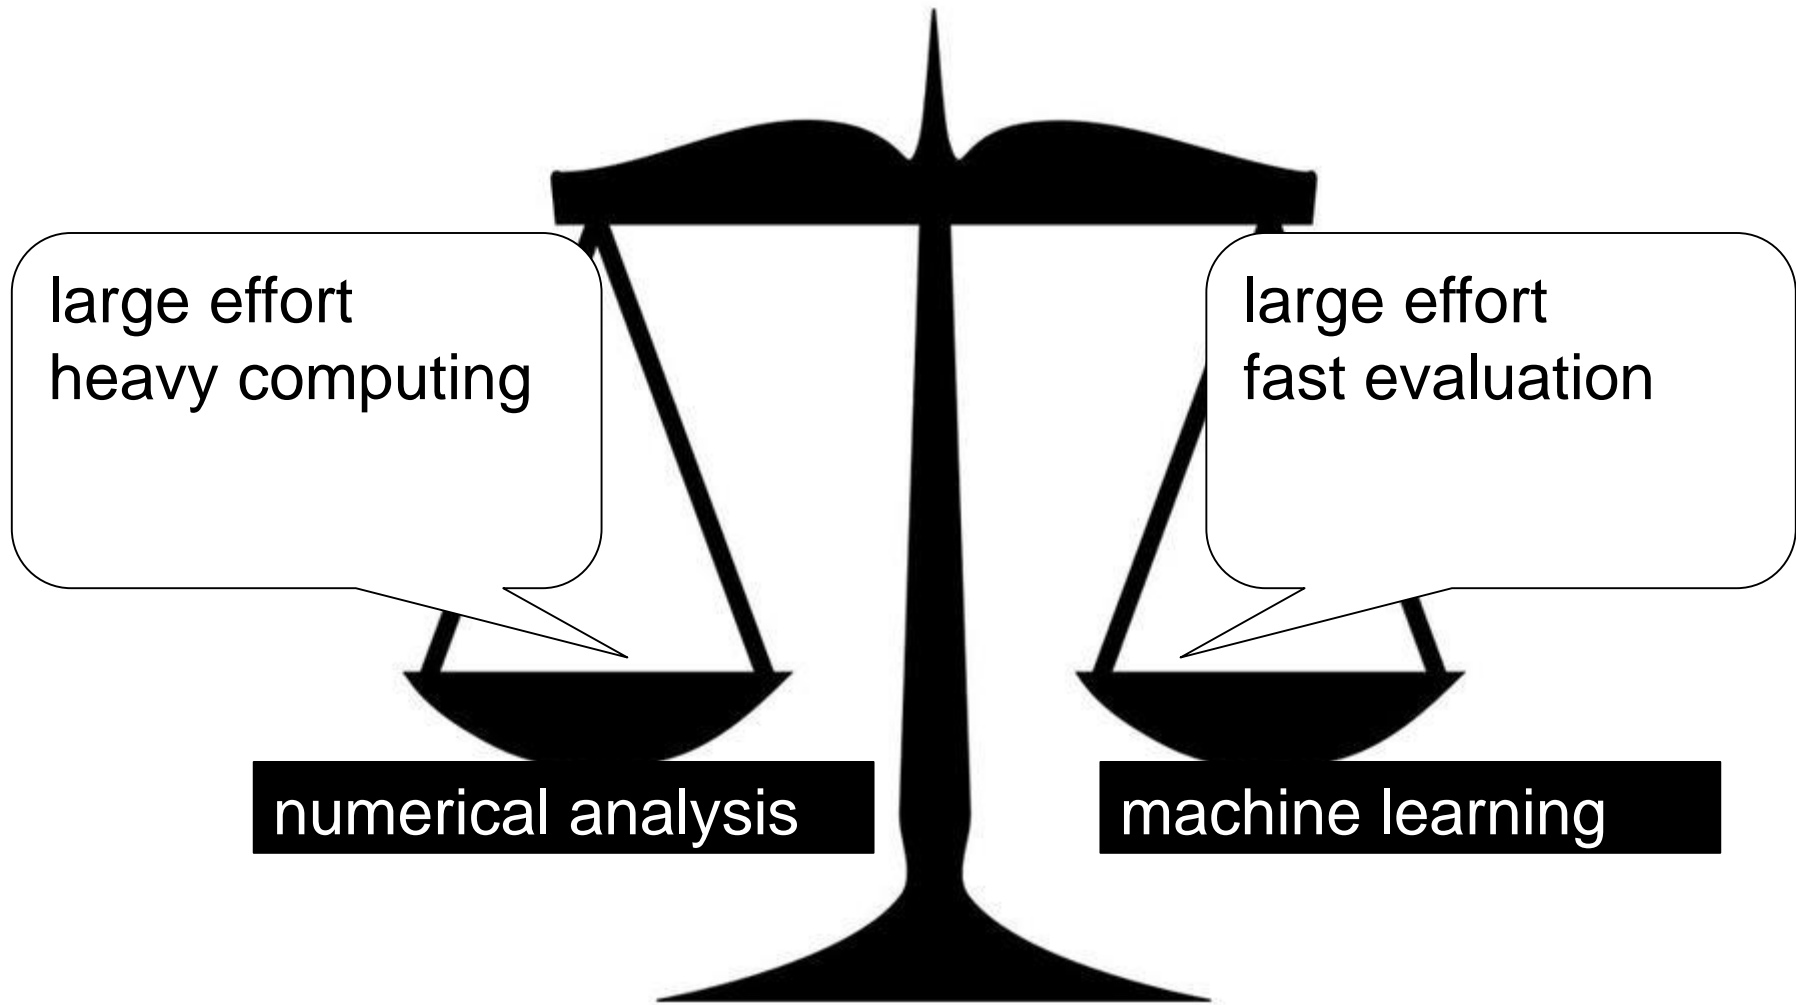 large effort
heavy computing
large effort
fast evaluation
numerical analysis
machine learning